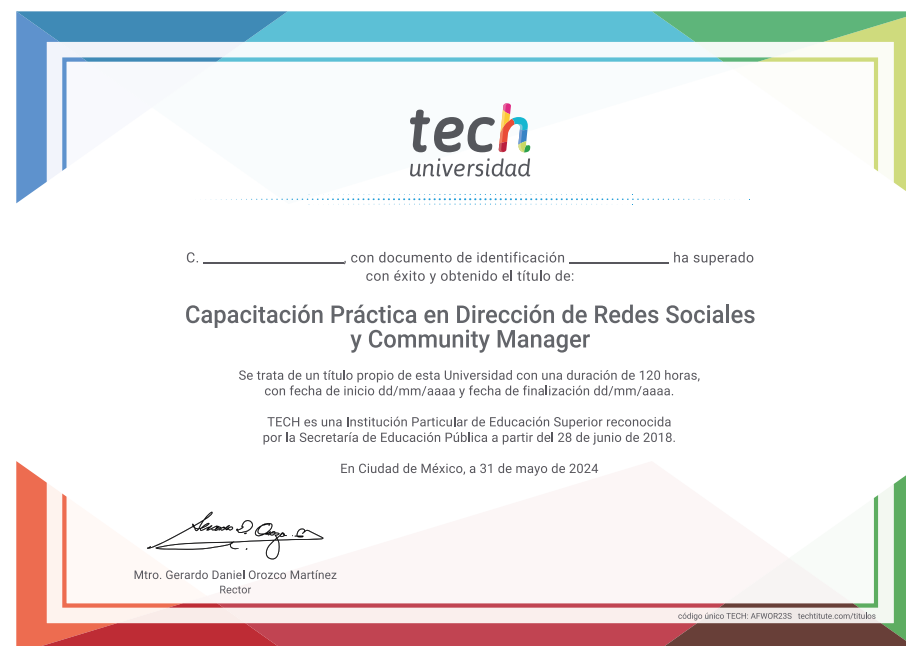 tech
universidad
C. ____________, con documento de identificación ____________ ha superado
con éxito y obtenido el título de:
Capacitación Práctica en Dirección de Redes Sociales
y Community Manager
Se trata de un título propio de esta Universidad con una duración de 120 horas,
con fecha de inicio dd/mm/aaaa y fecha de finalización dd/mm/aaaa.
TECH es una Institución Particular de Educación Superior reconocida
por la Secretaría de Educación Pública a partir del 28 de junio de 2018.
En Ciudad de México, a 31 de mayo de 2024
Mtro. Gerardo Daniel Orozco Martínez
Rector
código único TECH: AFWOR23S techtitute.com/titulos